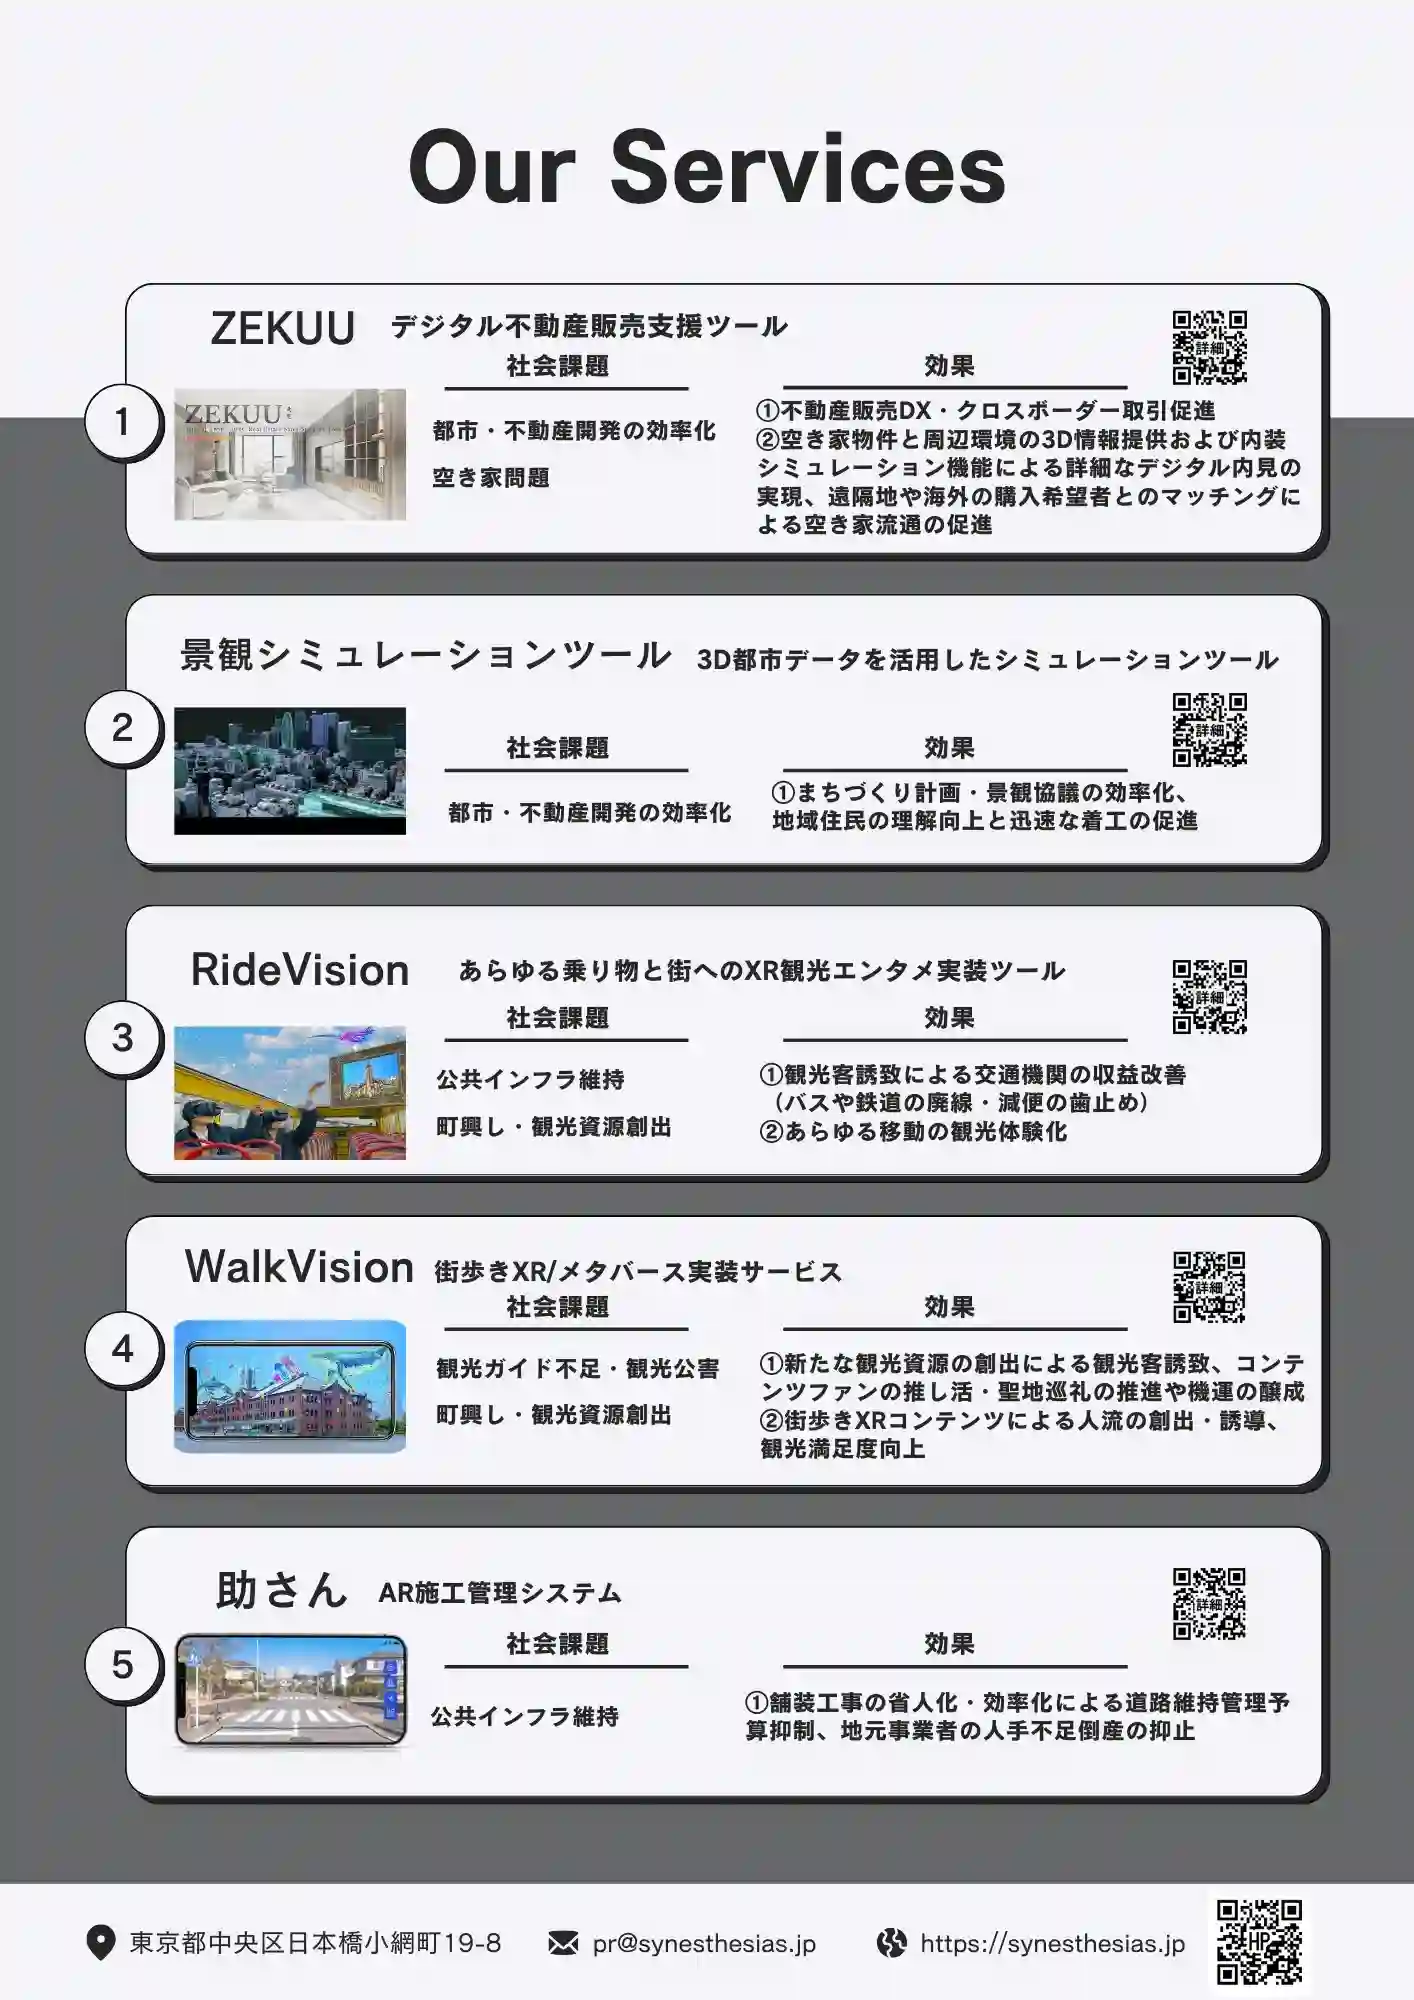 Our Services
1
ZEKUU デジタル不動産販売支援ツール
詳細
ZEKUU
社会課題
都市・不動産開発の効率化
空き家問題
効果
①不動産販売DX・クロスボーダー取引促進
②空き家物件と周辺環境の3D情報提供および内装
シミュレーション機能による詳細なデジタル内見の
実現、遠隔地や海外の購入希望者とのマッチングに
よる空き家流通の促進
2
景観シミュレーションツール 3D都市データを活用したシミュレーションツール
詳細
社会課題
都市・不動産開発の効率化
効果
①まちづくり計画・景観協議の効率化、
地域住民の理解向上と迅速な着工の促進
3
RideVision あらゆる乗り物と街へのXR観光エンタメ実装ツール
詳細
社会課題
公共インフラ維持
町興し・観光資源創出
効果
①観光客誘致による交通機関の収益改善
（バスや鉄道の廃線・減便の歯止め）
②あらゆる移動の観光体験化
4
WalkVision 街歩きXR/メタバース実装サービス
詳細
社会課題
観光ガイド不足・観光公害
町興し・観光資源創出
効果
①新たな観光資源の創出による観光客誘致、コンテ
ンツファンの推し活・聖地巡礼の推進や機運の醸成
②街歩きXRコンテンツによる人流の創出・誘導、
観光満足度向上
5
助さん AR施工管理システム
詳細
社会課題
公共インフラ維持
効果
①舗装工事の省人化・効率化による道路維持管理予
算抑制、地元事業者の人手不足倒産の抑止
東京都中央区日本橋小網町19-8 pr@synesthesias.jp https://synesthesias.jp
HP